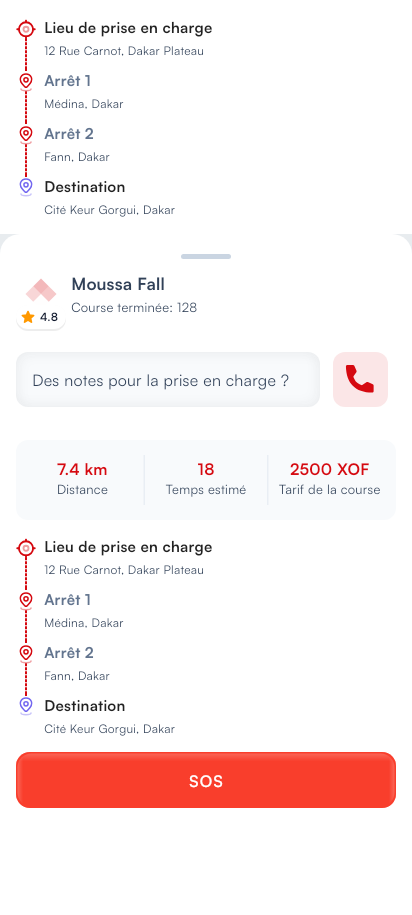 Lieu de prise en charge
12 Rue Carnot, Dakar Plateau
Arrêt 1
Médina, Dakar
Arrêt 2
Fann, Dakar
Destination
Cité Keur Gorgui, Dakar
Moussa Fall
4.8
Course terminée: 128
Des notes pour la prise en charge ?
7.4 km
Distance
18
Temps estimé
2500 XOF
Tarif de la course
Lieu de prise en charge
12 Rue Carnot, Dakar Plateau
Arrêt 1
Médina, Dakar
Arrêt 2
Fann, Dakar
Destination
Cité Keur Gorgui, Dakar
SOS